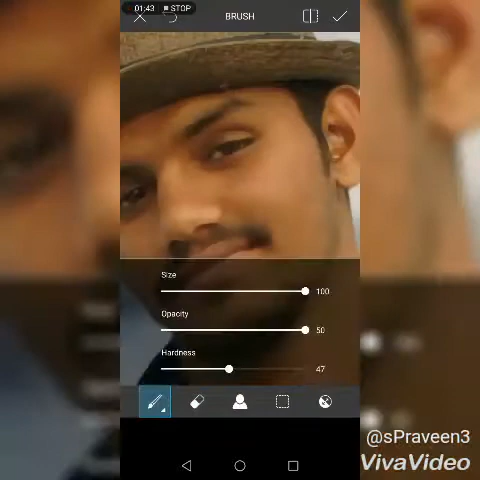 01:43 STOP
BRUSH
Size
100
Opacity
50
Hardness
47
@sPraveen3
VivaVideo